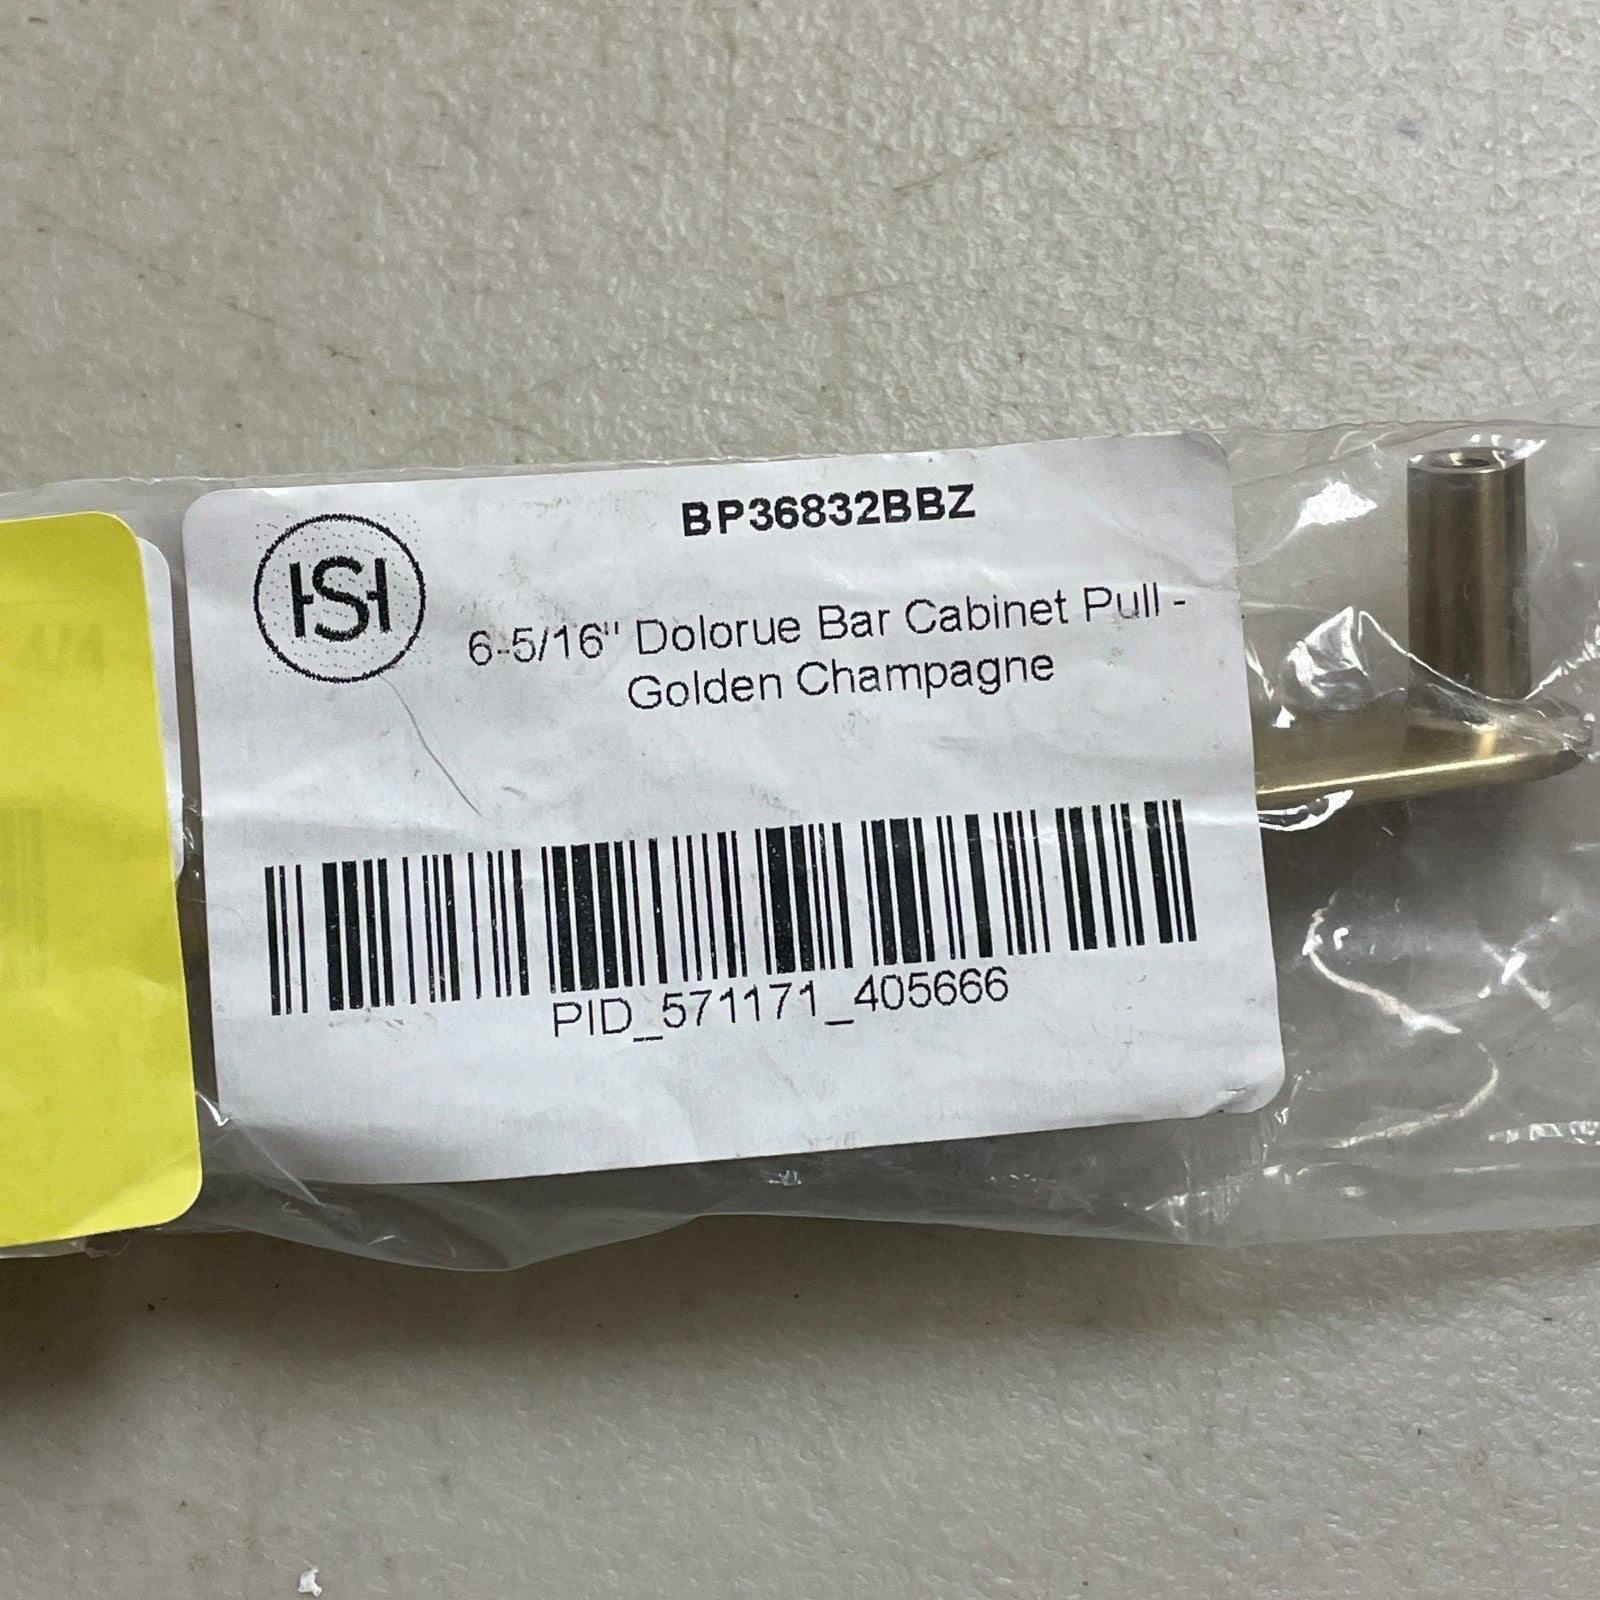 HSH
BP36832BBZ
6-5/16" Dolorue Bar Cabinet Pull -
Golden Champagne
PID_571171_405666